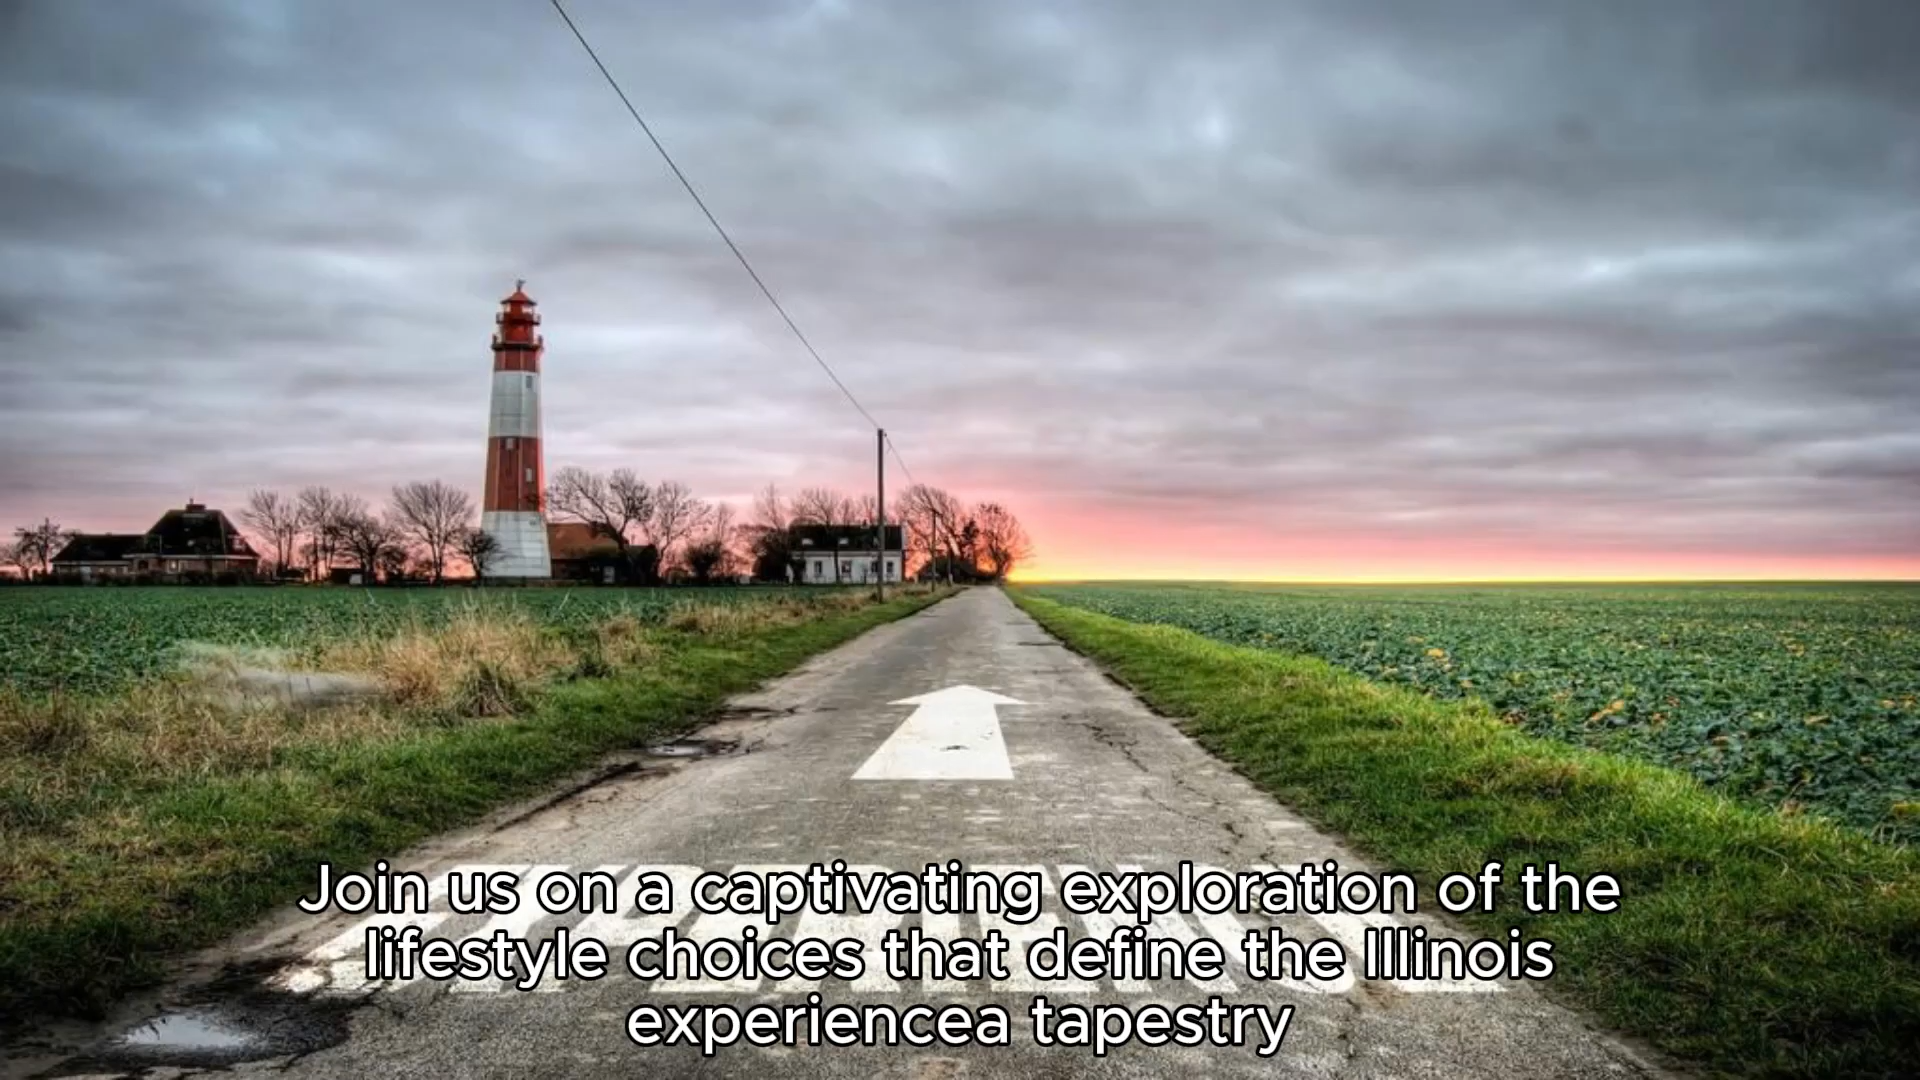 Join us on a captivating exploration of the
lifestyle choices that define the Illinois
experiencea tapestry